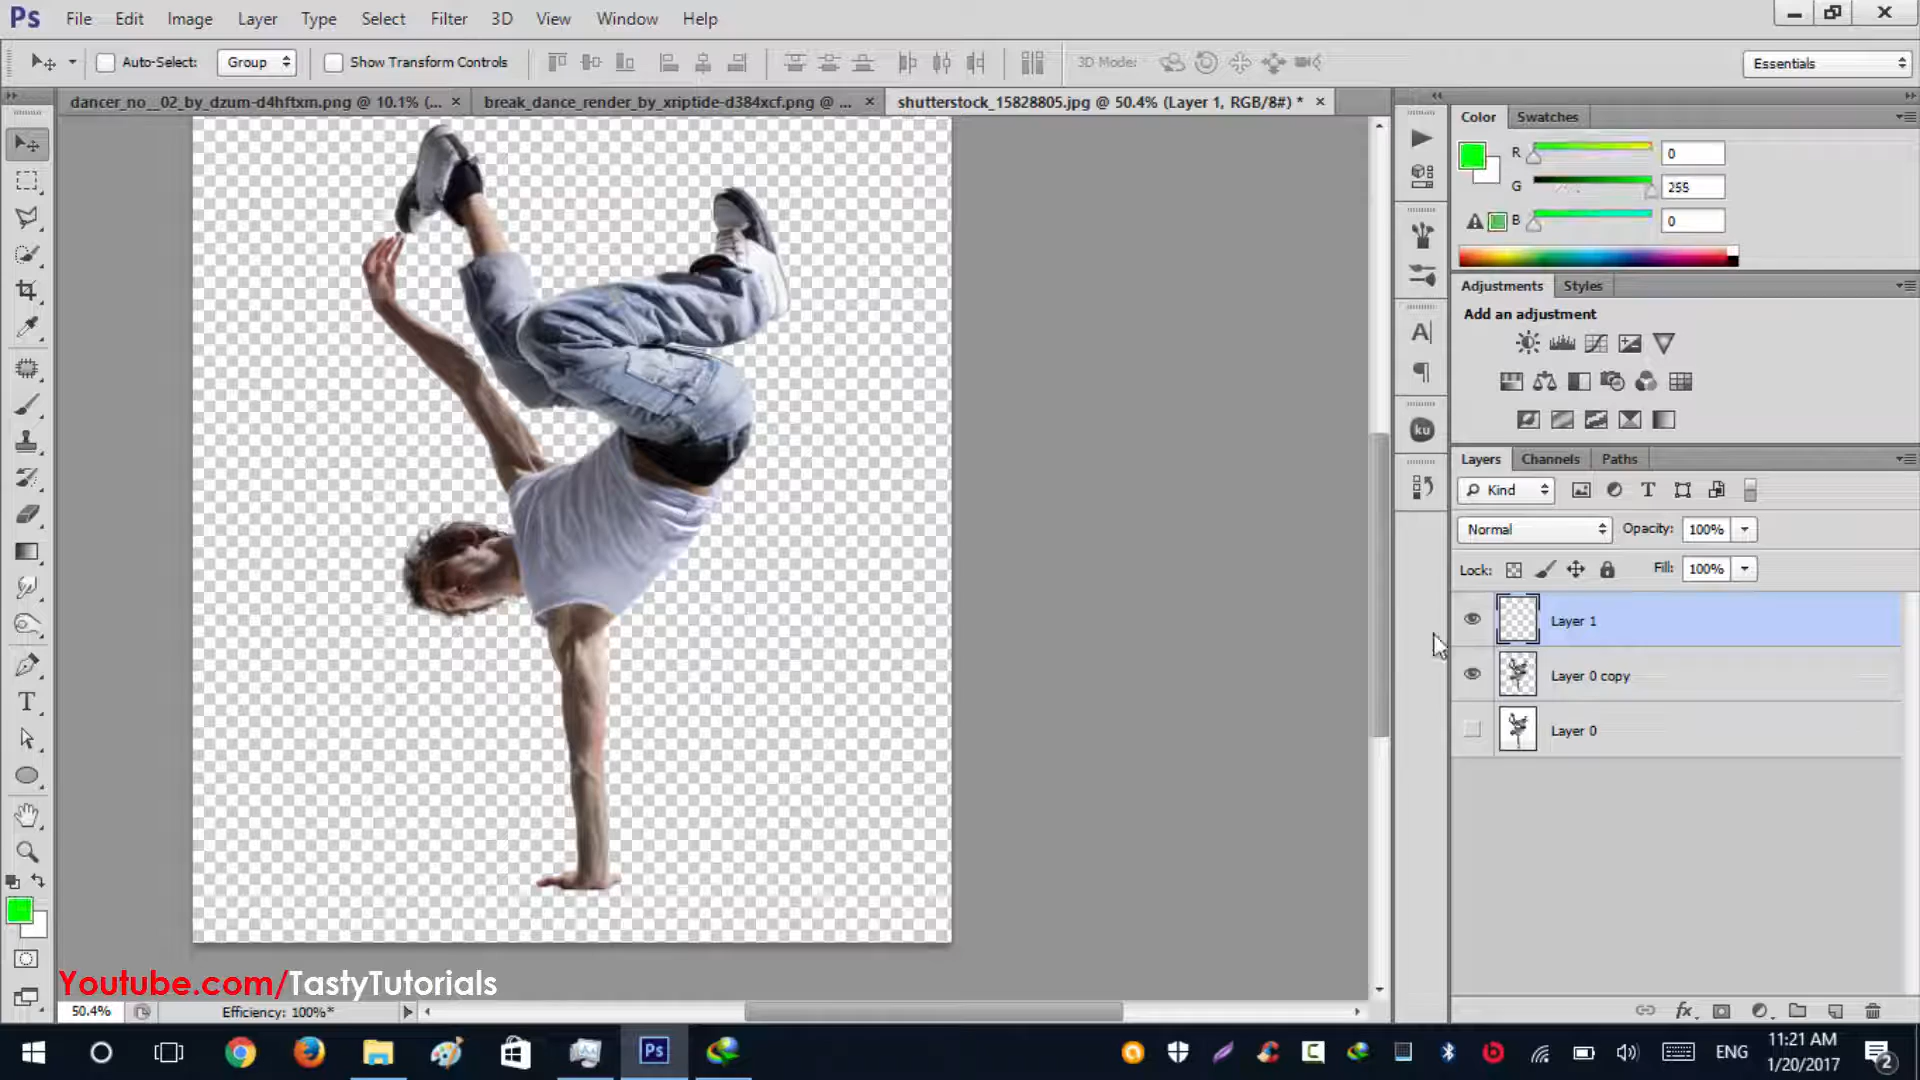 Ps File Edit Image Layer Type Select Filter 3D View Window Help
Auto-Select: Group Show Transform Controls 3D Mode: Essentials
dancer_no__02_by_dzum-d4hftxm.png @ 10.1% (... × break_dance_render_by_xriptide-d384xcf.png @ ... × shutterstock_15828805.jpg @ 50.4% (Layer 1, RGB/8#) * ×
Color Swatches
R 0
G 255
B 0
Adjustments Styles
Add an adjustment
A
ku
Layers Channels Paths
Kind
Normal Opacity: 100%
Lock: Fill: 100%
Layer 1
Layer 0 copy
Layer 0
T
Youtube.com/TastyTutorials
50.4% Efficiency: 100%*
fx
Ps
ENG
11:21 AM
1/20/2017
2